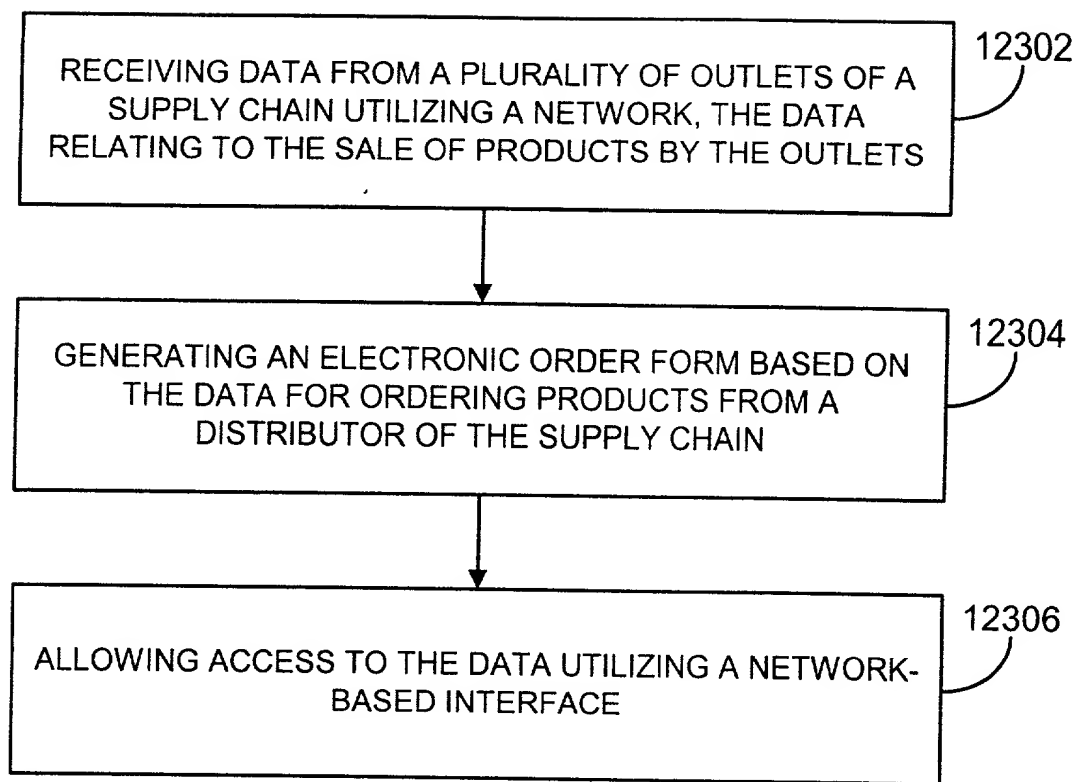 12302
RECEIVING DATA FROM A PLURALITY OF OUTLETS OF A
SUPPLY CHAIN UTILIZING A NETWORK, THE DATA
RELATING TO THE SALE OF PRODUCTS BY THE OUTLETS
12304
GENERATING AN ELECTRONIC ORDER FORM BASED ON
THE DATA FOR ORDERING PRODUCTS FROM A
DISTRIBUTOR OF THE SUPPLY CHAIN
12306
ALLOWING ACCESS TO THE DATA UTILIZING A NETWORK-
BASED INTERFACE